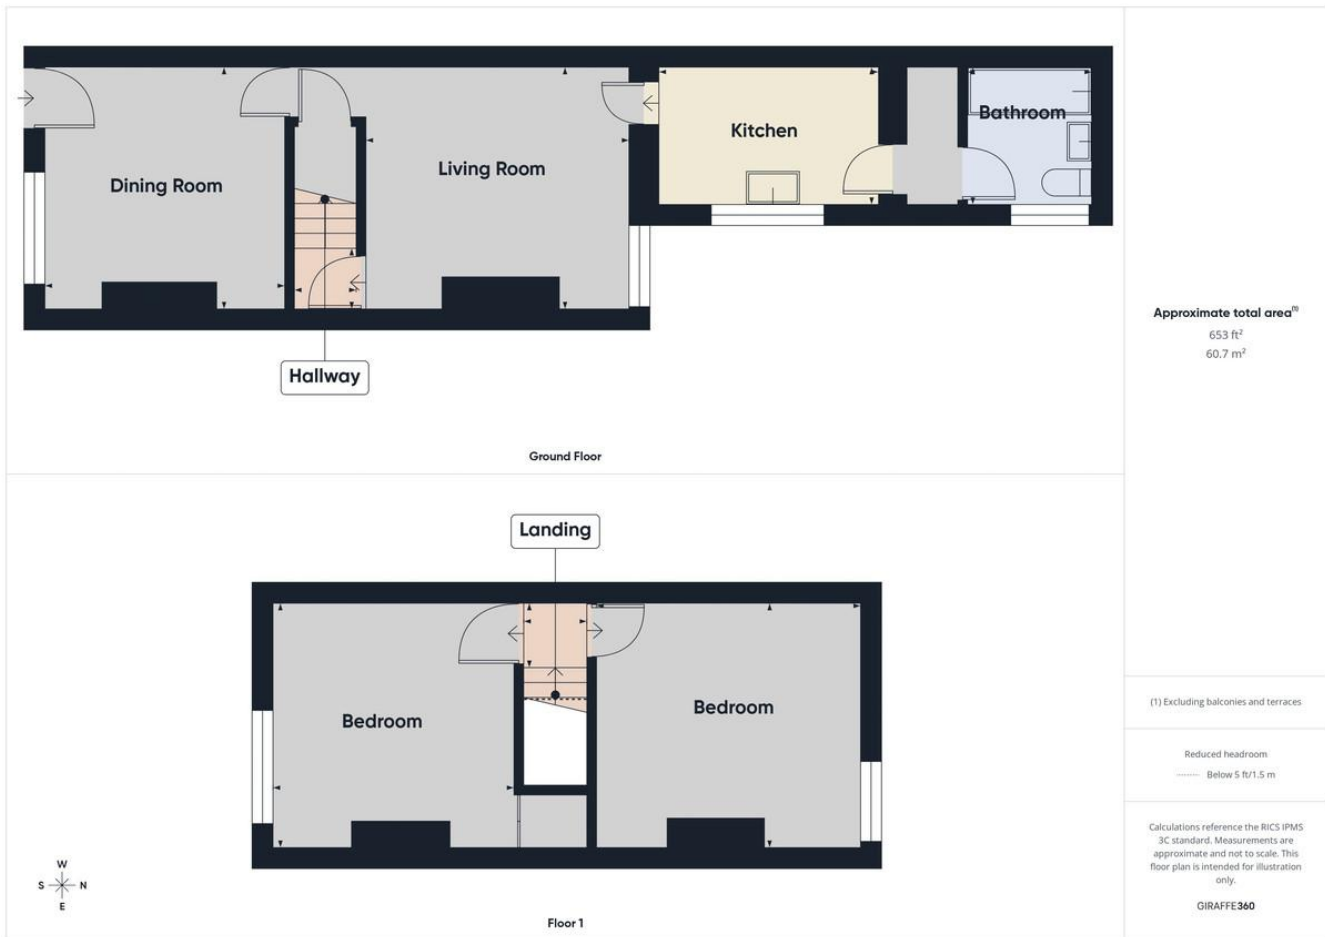 Dining Room
Living Room
Kitchen
Bathroom
Hallway
Ground Floor
Landing
Bedroom
Bedroom
W
S
N
E
Floor 1
Approximate total area(1)
653 ft²
60.7 m²
(1) Excluding balconies and terraces
Reduced headroom
Below 5 ft/1.5 m
Calculations reference the RICS IPMS
3C standard. Measurements are
approximate and not to scale. This
floor plan is intended for illustration
only.
GIRAFFE360